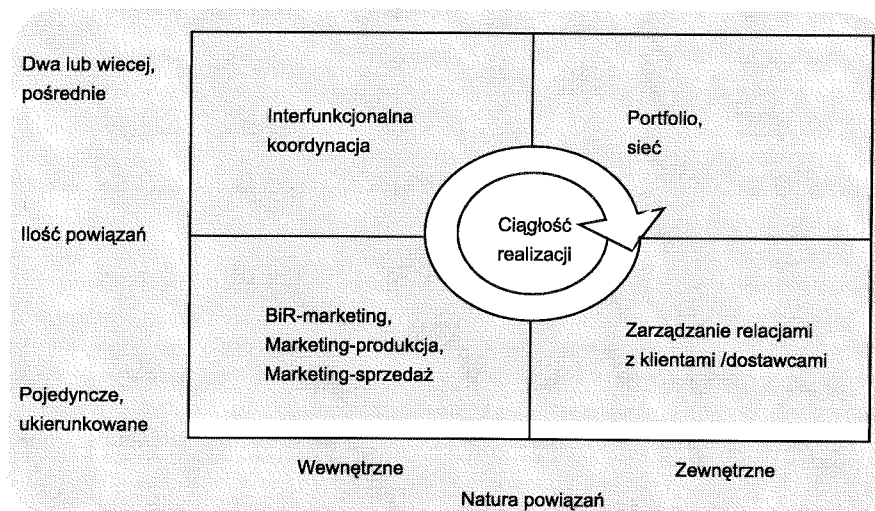 Dwa lub wiecej,
pośrednie
Interfunkcjonalna
koordynacja
Portfolio,
sieć
Ilość powiązań
Ciągłość
realizacji
BiR-marketing,
Marketing-produkcja,
Marketing-sprzedaż
Zarządzanie relacjami
z klientami /dostawcami
Pojedyncze,
ukierunkowane
Wewnętrzne
Zewnętrzne
Natura powiązań